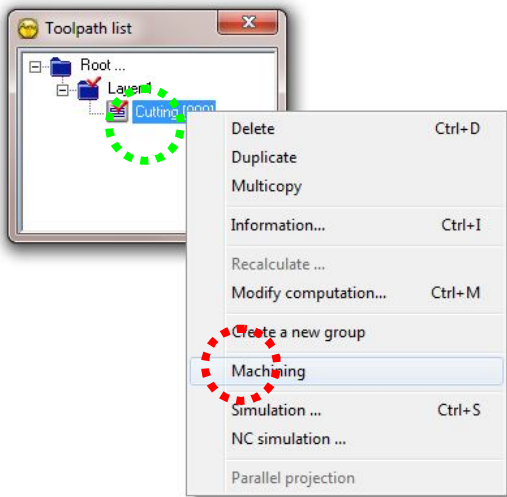 Toolpath list
Root ...
Layer1
Cutting [000]
Delete Ctrl+D
Duplicate
Multicopy
Information... Ctrl+I
Recalculate ...
Modify computation... Ctrl+M
Create a new group
Machining
Simulation ... Ctrl+S
NC simulation ...
Parallel projection